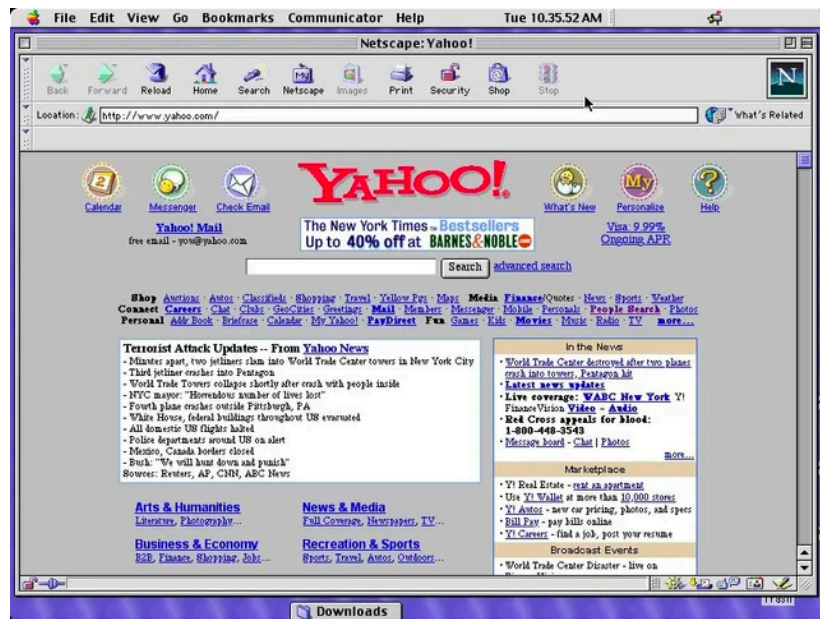 File Edit View Go Bookmarks Communicator Help Tue 10.35.52 AM
Netscape: Yahoo!
Back Forward Reload Home Search Netscape Images Print Security Shop Stop
My
N
Location: http://www.yahoo.com/ What's Related
2 YAHOO! My ?
Calendar Messenger Check Email What's New Personalize Help
Yahoo! Mail
free email - you@yahoo.com
The New York Times Bestsellers
Up to 40% off at BARNES&NOBLE
Visa: 9.99%
Ongoing APR
Search advanced search
Shop Auctions · Autos · Classifieds · Shopping · Travel · Yellow Pgs · Maps Media Finance/Quotes · News · Sports · Weather
Connect Careers · Chat · Clubs · GeoCities · Greetings · Mail · Members · Messenger · Mobile · Personals · People Search · Photos
Personal Addr Book · Briefcase · Calendar · My Yahoo! · PayDirect Fun Games · Kids · Movies · Music · Radio · TV more...
Terrorist Attack Updates -- From Yahoo News
- Minutes apart, two jetliners slam into World Trade Center towers in New York City
- Third jetliner crashes into Pentagon
- World Trade Towers collapse shortly after crash with people inside
- NYC mayor: "Horrendous number of lives lost"
- Fourth plane crashes outside Pittsburgh, PA
- White House, federal buildings throughout US evacuated
- All domestic US flights halted
- Police departments around US on alert
- Mexico, Canada borders closed
- Bush: "We will hunt down and punish"
Sources: Reuters, AP, CNN, ABC News
Arts & Humanities
Literature, Photography...
News & Media
Full Coverage, Newspapers, TV...
Business & Economy
B2B, Finance, Shopping, Jobs...
Recreation & Sports
Sports, Travel, Autos, Outdoors...
In the News
· World Trade Center destroyed after two planes
crash into towers, Pentagon hit
· Latest news updates
· Live coverage: WABC New York Y!
FinanceVision Video - Audio
· Red Cross appeals for blood:
1-800-448-3543
· Message board - Chat | Photos
more...
Marketplace
· Y! Real Estate - rent an apartment
· Use Y! Wallet at more than 10,000 stores
· Y! Autos - new car pricing, photos, and specs
· Bill Pay - pay bills online
· Y! Careers - find a job, post your resume
Broadcast Events
· World Trade Center Disaster - live on
Downloads
Trash